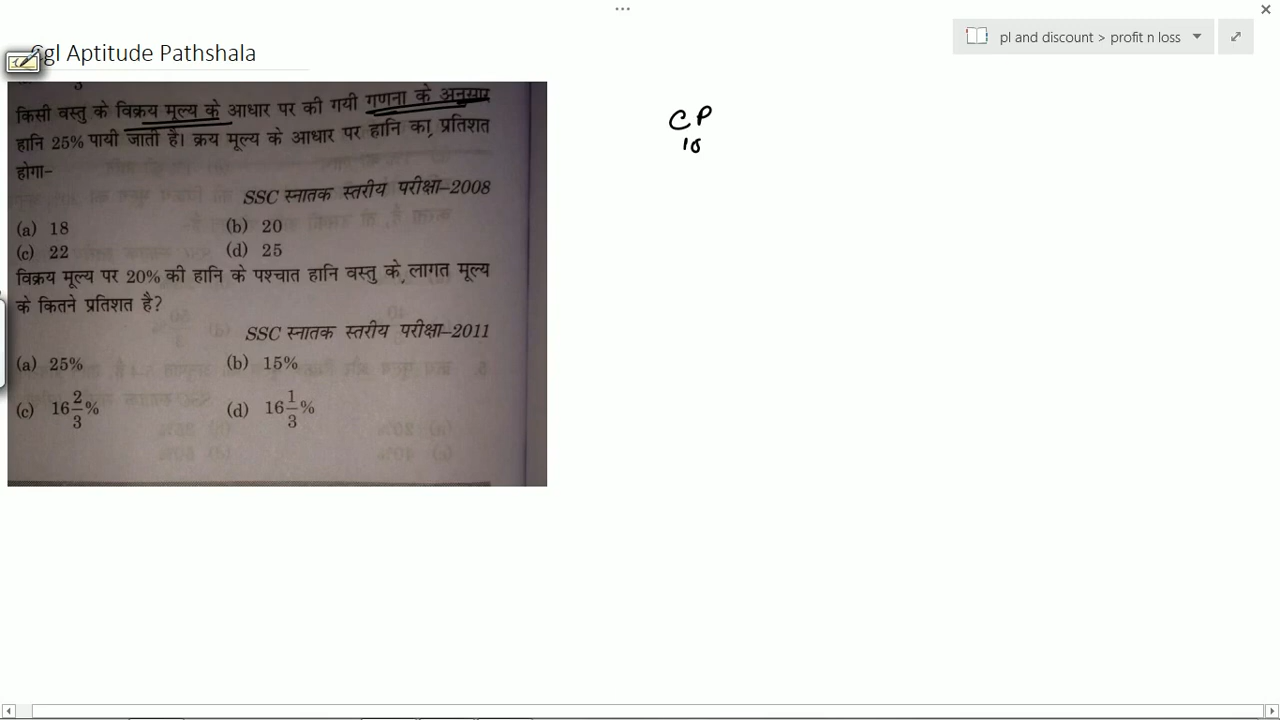 Cgl Aptitude Pathshala
pl and discount > profit n loss
किसी वस्तु के विक्रय मूल्य के आधार पर की गयी गणना के अनुसार
हानि 25% पायी जाती है। क्रय मूल्य के आधार पर हानि का प्रतिशत
होगा-
SSC स्नातक स्तरीय परीक्षा-2008
(a) 18 (b) 20
(c) 22 (d) 25
विक्रय मूल्य पर 20% की हानि के पश्चात हानि वस्तु के लागत मूल्य
के कितने प्रतिशत है?
SSC स्नातक स्तरीय परीक्षा-2011
(a) 25% (b) 15%
(c) 16 2/3 % (d) 16 1/3 %
CP
10